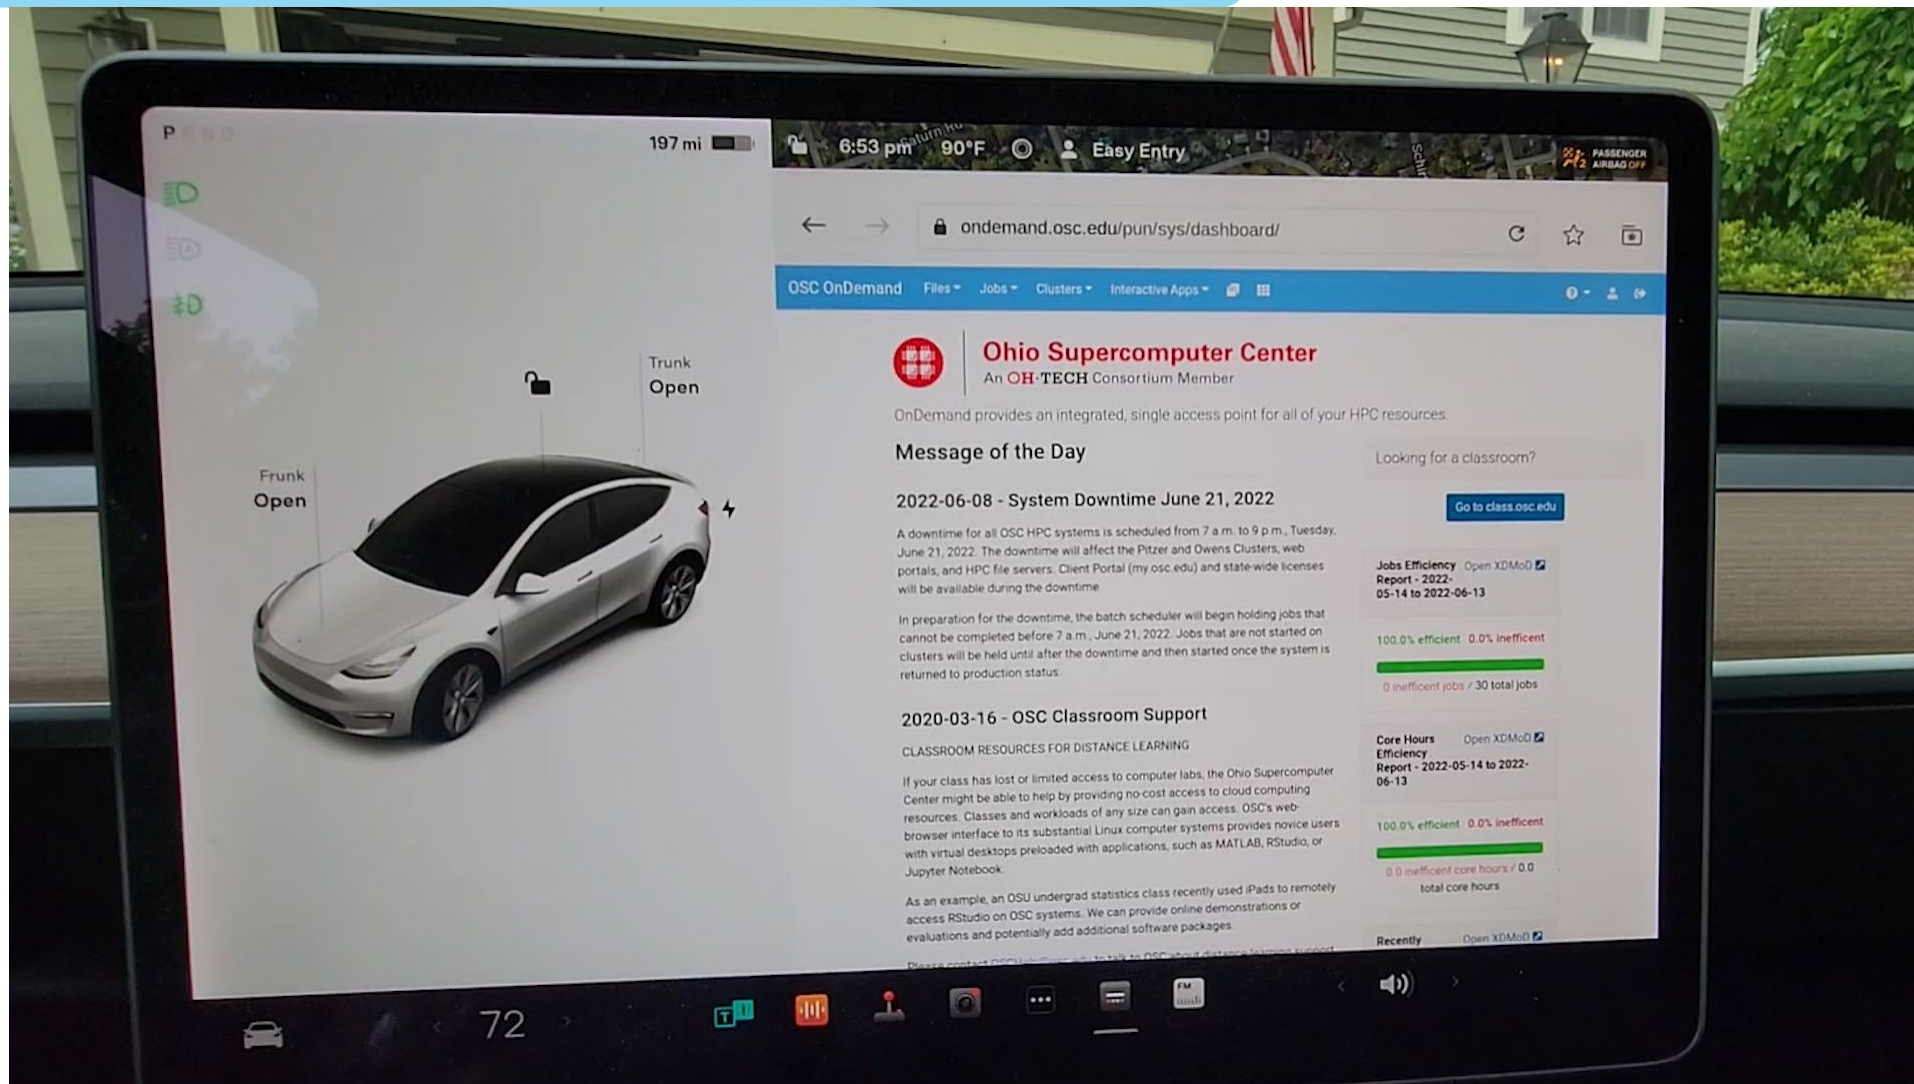 P R N D
197 mi
6:53 pm 90°F Easy Entry
Saturn
PASSENGER
AIRBAG OFF
ondemand.osc.edu/pun/sys/dashboard/
OSC OnDemand Files Jobs Clusters Interactive Apps
Trunk
Open
Frunk
Open
Ohio Supercomputer Center
An OH·TECH Consortium Member
OnDemand provides an integrated, single access point for all of your HPC resources.
Message of the Day
2022-06-08 - System Downtime June 21, 2022
A downtime for all OSC HPC systems is scheduled from 7 a.m. to 9 p.m., Tuesday,
June 21, 2022. The downtime will affect the Pitzer and Owens Clusters, web
portals, and HPC file servers. Client Portal (my.osc.edu) and state-wide licenses
will be available during the downtime
In preparation for the downtime, the batch scheduler will begin holding jobs that
cannot be completed before 7 a.m., June 21, 2022. Jobs that are not started on
clusters will be held until after the downtime and then started once the system is
returned to production status.
2020-03-16 - OSC Classroom Support
CLASSROOM RESOURCES FOR DISTANCE LEARNING
If your class has lost or limited access to computer labs, the Ohio Supercomputer
Center might be able to help by providing no-cost access to cloud computing
resources. Classes and workloads of any size can gain access. OSC's web-
browser interface to its substantial Linux computer systems provides novice users
with virtual desktops preloaded with applications, such as MATLAB, RStudio, or
Jupyter Notebook.
As an example, an OSU undergrad statistics class recently used iPads to remotely
access RStudio on OSC systems. We can provide online demonstrations or
evaluations and potentially add additional software packages.
Please contact to talk to OSC about distance learning support
Looking for a classroom?
Go to class.osc.edu
Jobs Efficiency Open XDMoD
Report - 2022-
05-14 to 2022-06-13
100.0% efficient 0.0% inefficent
0 inefficent jobs / 30 total jobs
Core Hours Open XDMoD
Efficiency
Report - 2022-05-14 to 2022-
06-13
100.0% efficient 0.0% inefficent
0.0 inefficent core hours / 0.0
total core hours
Recently Open XDMoD
72
T
FM